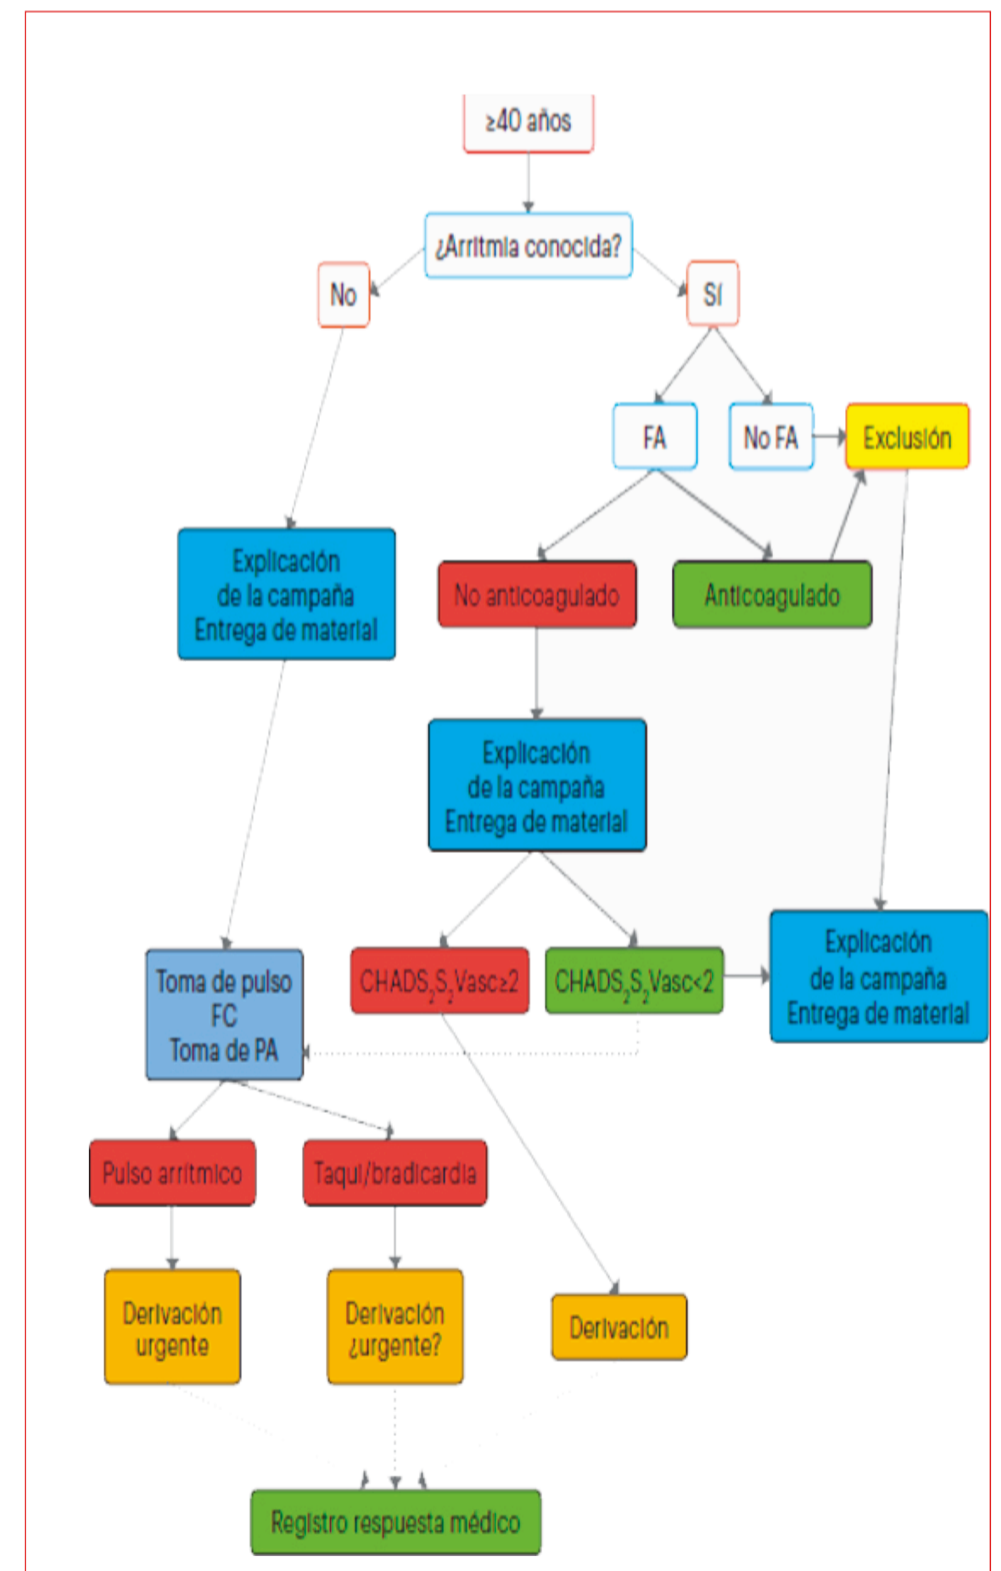 ≥40 años
¿Arritmia conocida?
No
Sí
FA
No FA
Exclusión
Explicación
de la campaña
Entrega de material
No anticoagulado
Anticoagulado
Explicación
de la campaña
Entrega de material
Toma de pulso
FC
Toma de PA
CHADS₂S₂Vasc≥2
CHADS₂S₂Vasc<2
Explicación
de la campaña
Entrega de material
Pulso arrítmico
Taqui/bradicardia
Derivación
urgente
Derivación
¿urgente?
Derivación
Registro respuesta médico